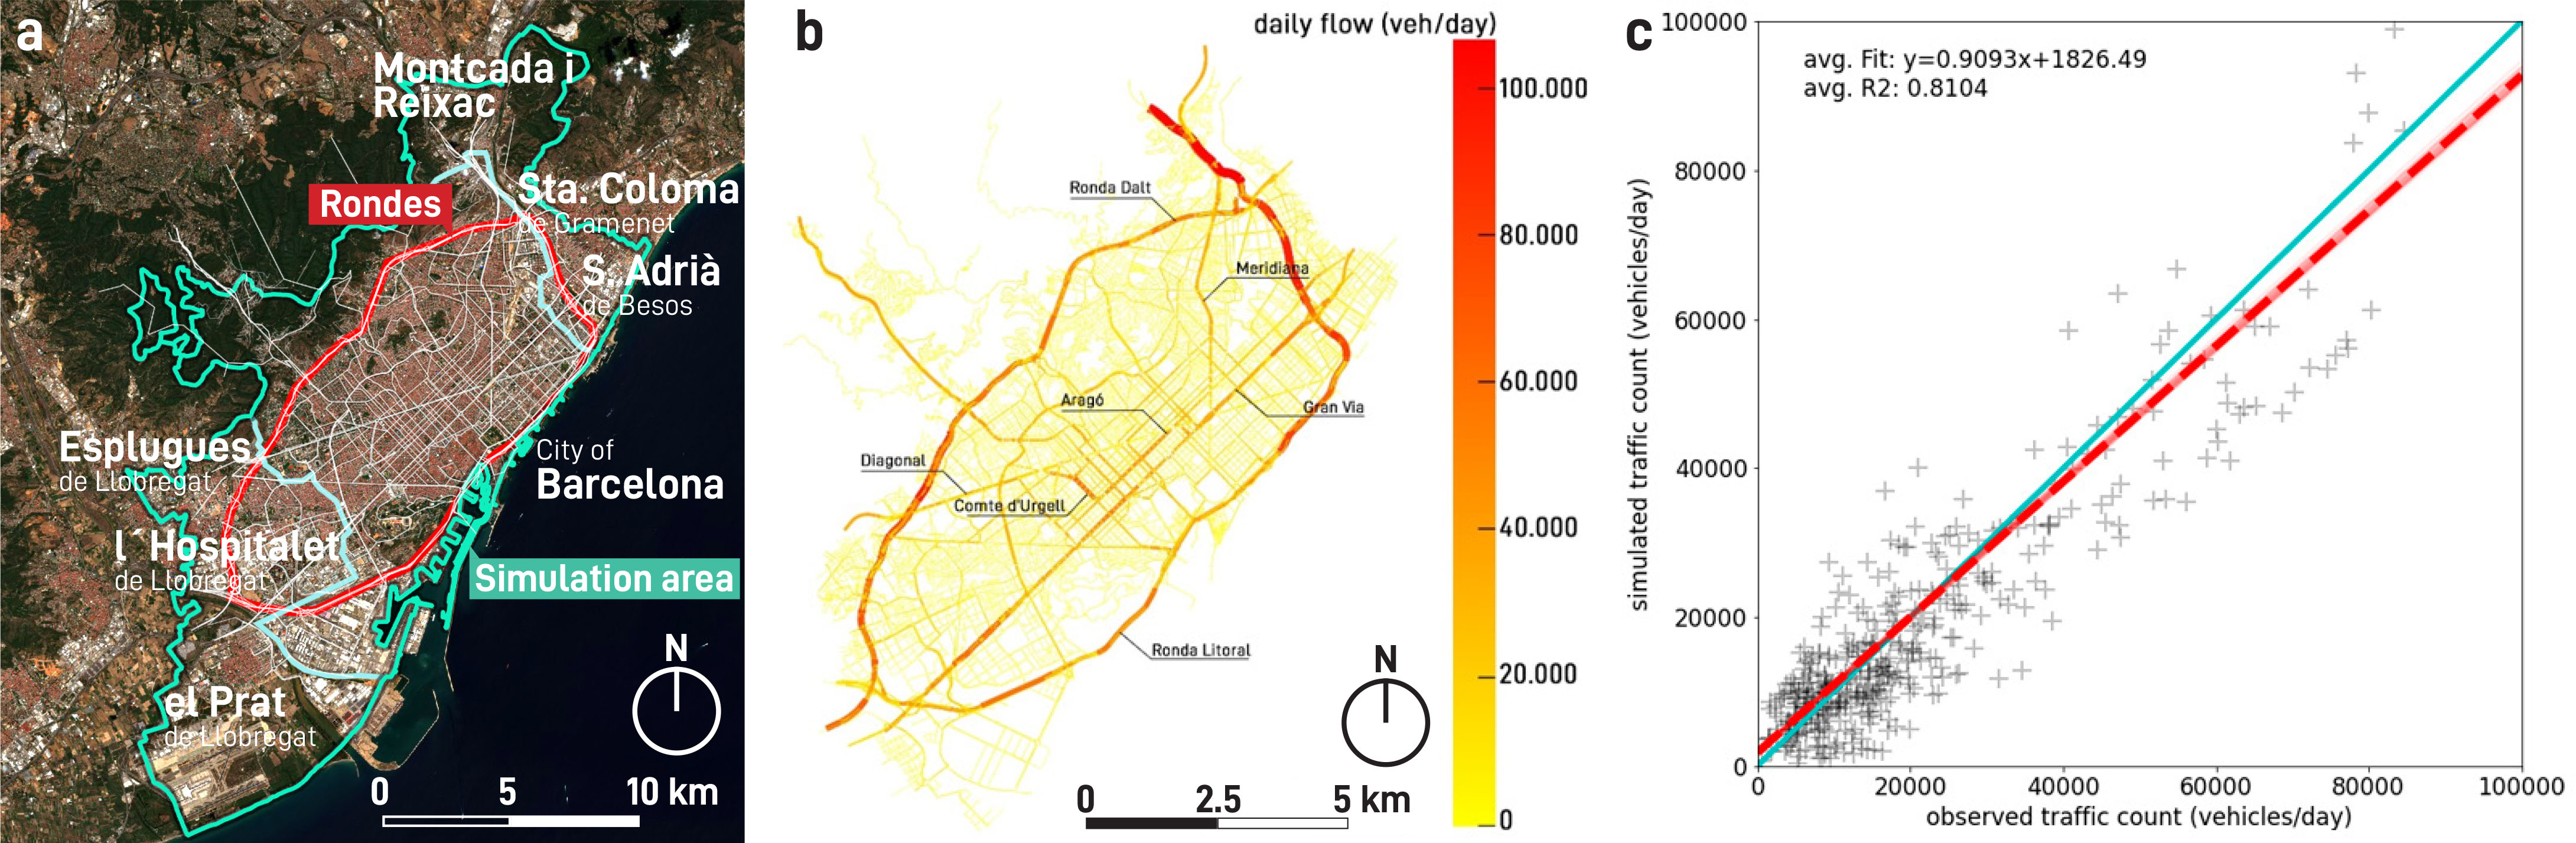 a
Montcada i
Reixac
Rondes
Sta. Coloma
de Gramenet
S. Adrià
de Besos
Esplugues
de Llobregat
City of
Barcelona
l´Hospitalet
de Llobregat
Simulation area
el Prat
de Llobregat
N
0 5 10 km
b
daily flow (veh/day)
100.000
80.000
60.000
40.000
20.000
0
Ronda Dalt
Meridiana
Aragó
Gran Via
Diagonal
Comte d'Urgell
Ronda Litoral
N
0 2.5 5 km
c
avg. Fit: y=0.9093x+1826.49
avg. R2: 0.8104
simulated traffic count (vehicles/day)
100000
80000
60000
40000
20000
0
0 20000 40000 60000 80000 100000
observed traffic count (vehicles/day)